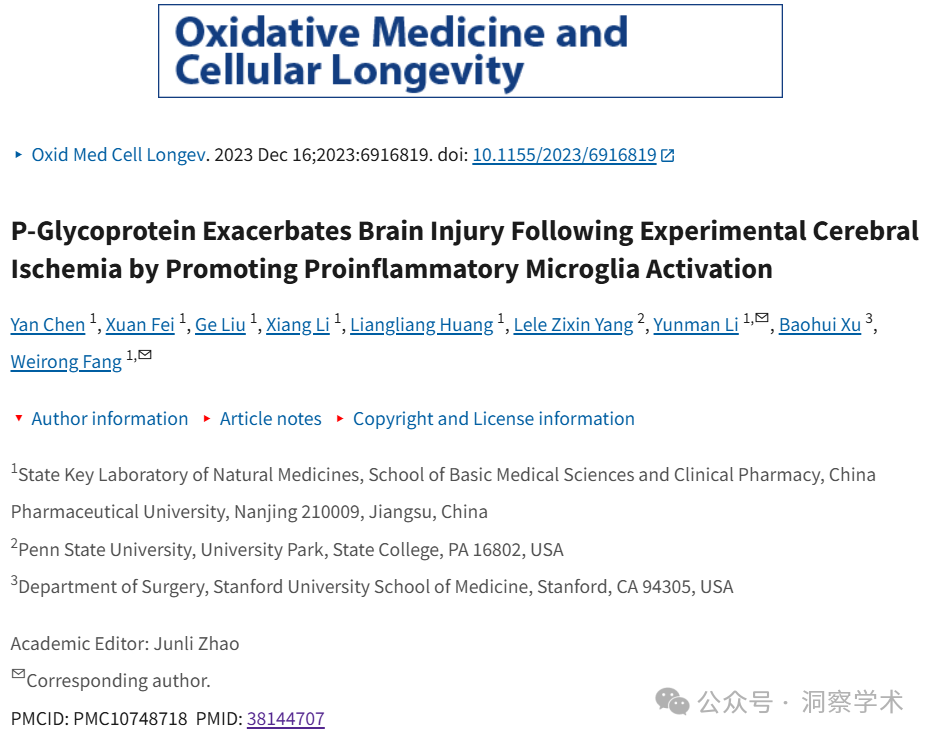 Oxidative Medicine and
Cellular Longevity
Oxid Med Cell Longev. 2023 Dec 16;2023:6916819. doi: 10.1155/2023/6916819
P-Glycoprotein Exacerbates Brain Injury Following Experimental Cerebral
Ischemia by Promoting Proinflammatory Microglia Activation
Yan Chen 1, Xuan Fei 1, Ge Liu 1, Xiang Li 1, Liangliang Huang 1, Lele Zixin Yang 2, Yunman Li 1,✉, Baohui Xu 3,
Weirong Fang 1,✉
Author information Article notes Copyright and License information
1State Key Laboratory of Natural Medicines, School of Basic Medical Sciences and Clinical Pharmacy, China
Pharmaceutical University, Nanjing 210009, Jiangsu, China
2Penn State University, University Park, State College, PA 16802, USA
3Department of Surgery, Stanford University School of Medicine, Stanford, CA 94305, USA
Academic Editor: Junli Zhao
✉Corresponding author.
PMCID: PMC10748718 PMID: 38144707
公众号 · 洞察学术